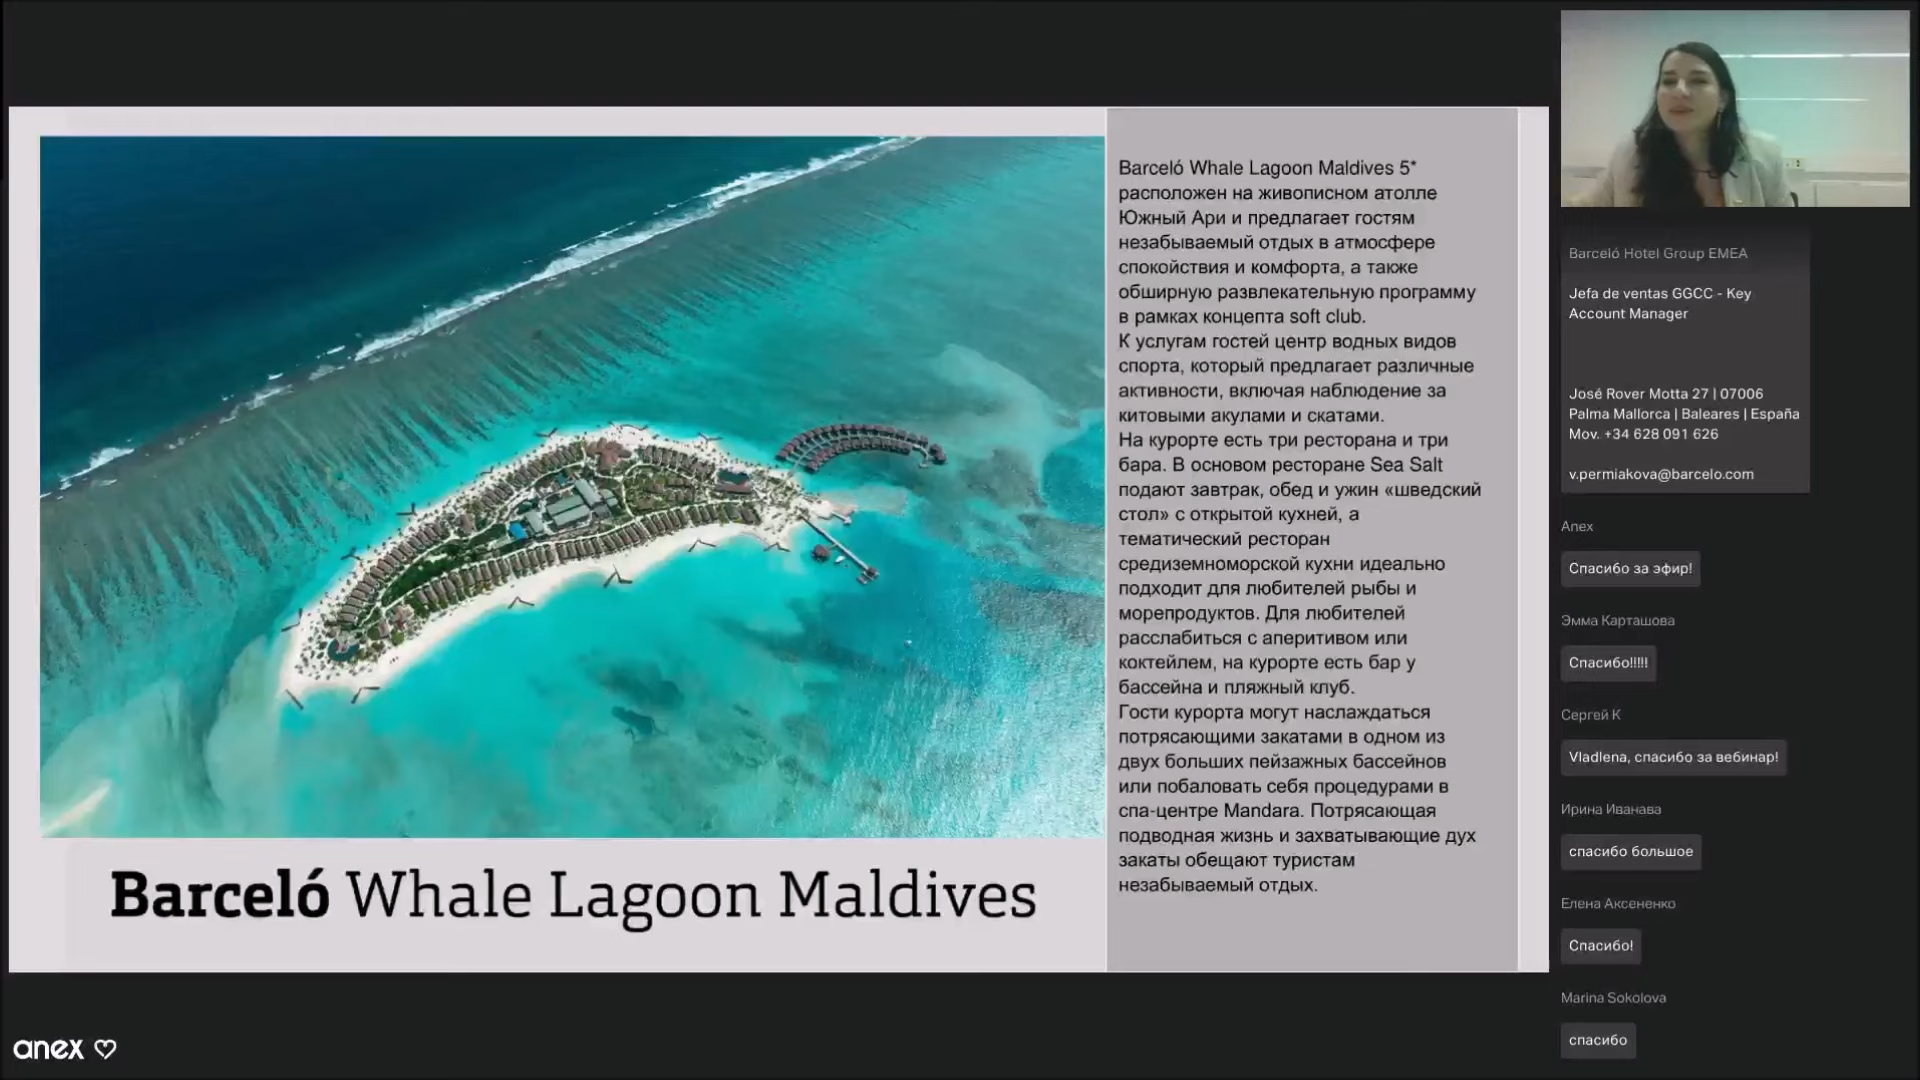 Barceló Whale Lagoon Maldives 5*
расположен на живописном атолле
Южный Ари и предлагает гостям
незабываемый отдых в атмосфере
спокойствия и комфорта, а также
обширную развлекательную программу
в рамках концепта soft club.
К услугам гостей центр водных видов
спорта, который предлагает различные
активности, включая наблюдение за
китовыми акулами и скатами.
На курорте есть три ресторана и три
бара. В основом ресторане Sea Salt
подают завтрак, обед и ужин «шведский
стол» с открытой кухней, а
тематический ресторан
средиземноморской кухни идеально
подходит для любителей рыбы и
морепродуктов. Для любителей
расслабиться с аперитивом или
коктейлем, на курорте есть бар у
бассейна и пляжный клуб.
Гости курорта могут наслаждаться
потрясающими закатами в одном из
двух больших пейзажных бассейнов
или побаловать себя процедурами в
спа-центре Mandara. Потрясающая
подводная жизнь и захватывающие дух
закаты обещают туристам
незабываемый отдых.
Barceló Whale Lagoon Maldives
anex
Barceló Hotel Group EMEA
Jefa de ventas GGCC - Key
Account Manager
José Rover Motta 27 | 07006
Palma Mallorca | Baleares | España
Mov. +34 628 091 626
v.permiakova@barcelo.com
Anex
Спасибо за эфир!
Эмма Карташова
Спасибо!!!!!
Сергей К
Vladlena, спасибо за вебинар!
Ирина Иванава
спасибо большое
Елена Аксененко
Спасибо!
Marina Sokolova
спасибо